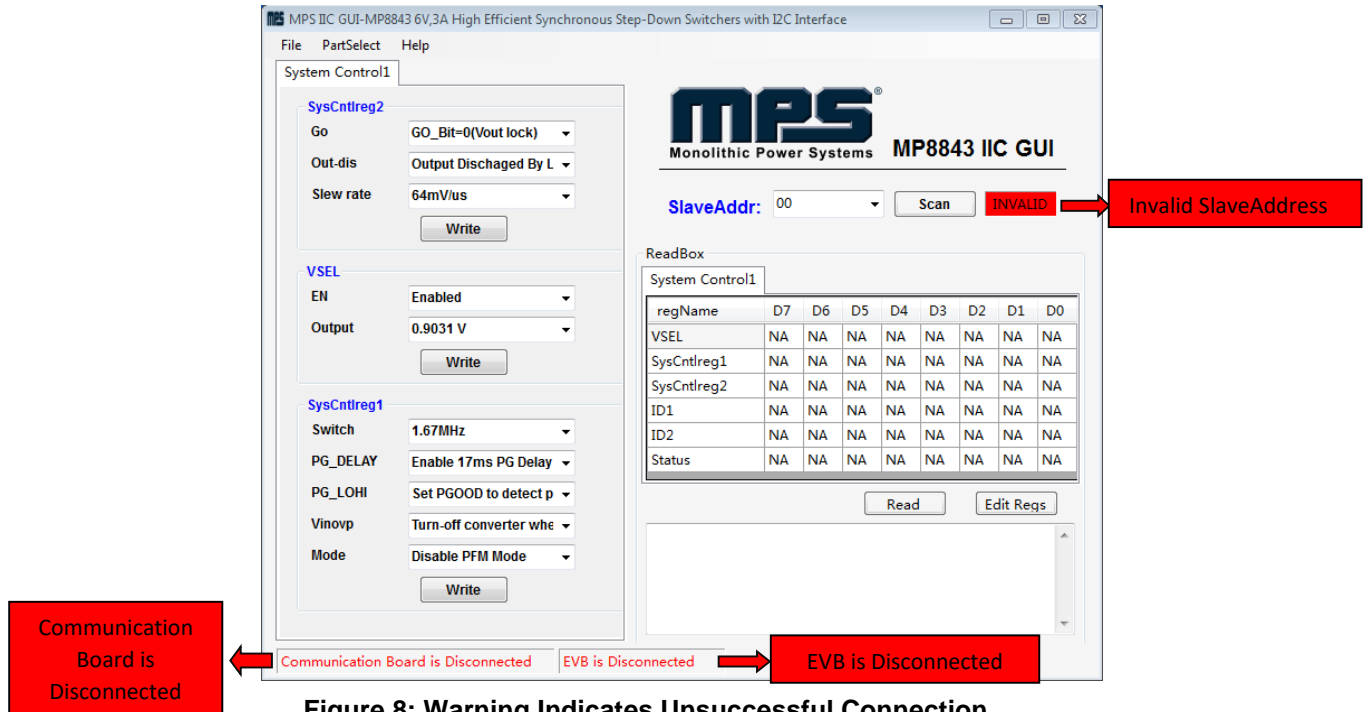 MPS IIC GUI-MP8843 6V,3A High Efficient Synchronous Step-Down Switchers with I2C Interface
File PartSelect Help
System Control1
SysCntlreg2
Go GO_Bit=0(Vout lock)
Out-dis Output Dischaged By L
Slew rate 64mV/us
Write
VSEL
EN Enabled
Output 0.9031 V
Write
SysCntlreg1
Switch 1.67MHz
PG_DELAY Enable 17ms PG Delay
PG_LOHI Set PGOOD to detect p
Vinovp Turn-off converter whe
Mode Disable PFM Mode
Write
mps®
Monolithic Power Systems MP8843 IIC GUI
SlaveAddr: 00 Scan INVALID
Invalid SlaveAddress
ReadBox
System Control1
regName D7 D6 D5 D4 D3 D2 D1 D0
VSEL NA NA NA NA NA NA NA NA
SysCntlreg1 NA NA NA NA NA NA NA NA
SysCntlreg2 NA NA NA NA NA NA NA NA
ID1 NA NA NA NA NA NA NA NA
ID2 NA NA NA NA NA NA NA NA
Status NA NA NA NA NA NA NA NA
Read Edit Regs
Communication
Board is
Disconnected
Communication Board is Disconnected EVB is Disconnected
EVB is Disconnected
Figure 8: Warning Indicates Unsuccessful Connection